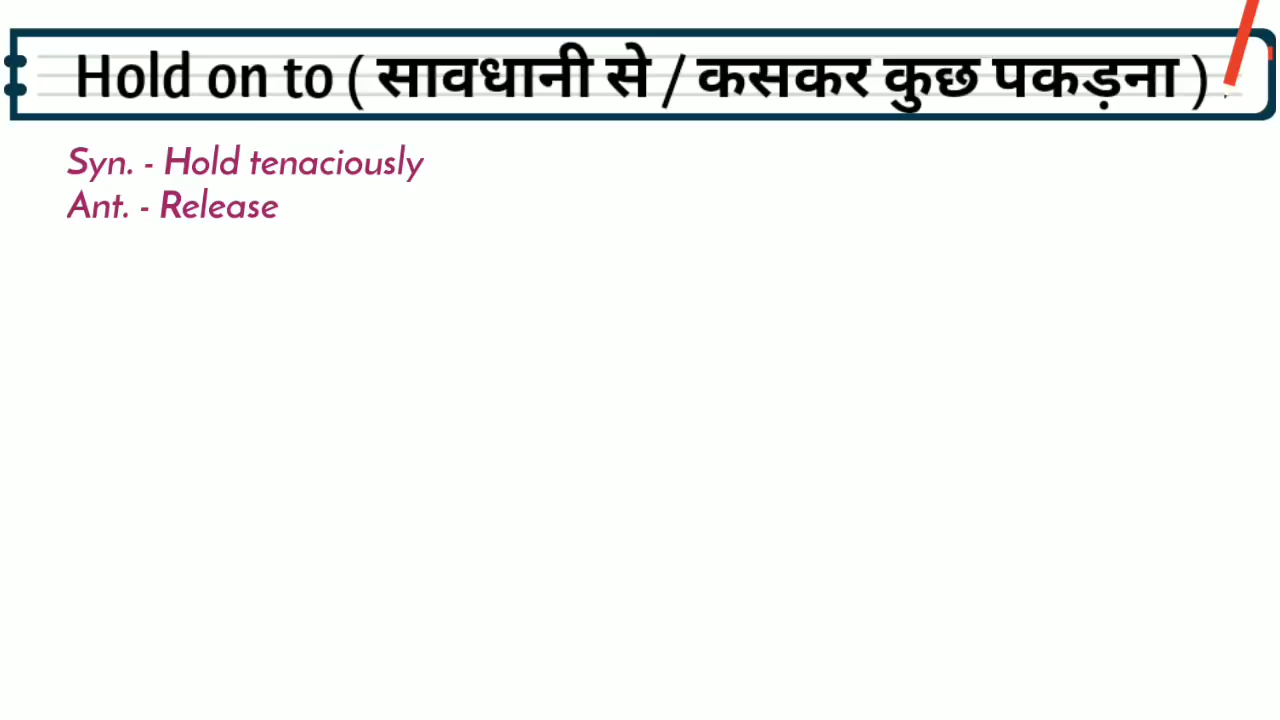 Hold on to ( सावधानी से / कसकर कुछ पकड़ना )
Syn. - Hold tenaciously
Ant. - Release